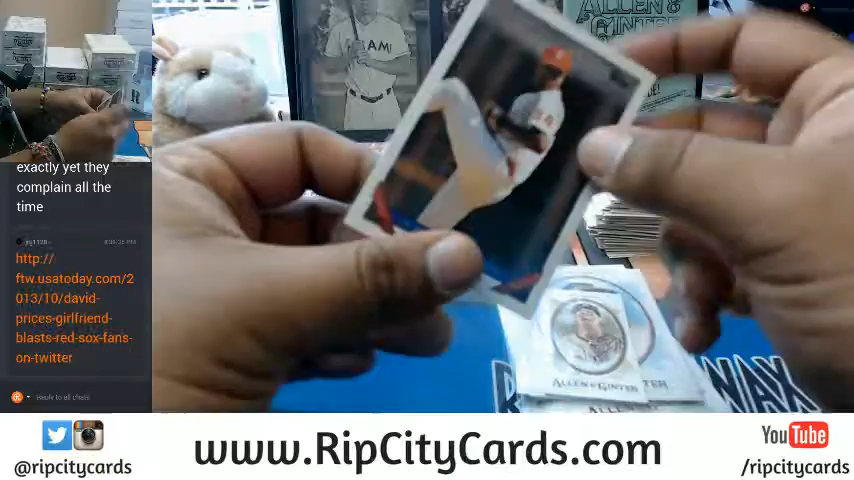 exactly yet they
complain all the
time
http://
ftw.usatoday.com/2
013/10/david-
prices-girlfriend-
blasts-red-sox-fans-
on-twitter
Reply to all chats
MIAMI
ALLEN &
GINTER
ALLEN & GINTER
www.RipCityCards.com
@ripcitycards
YouTube
/ripcitycards